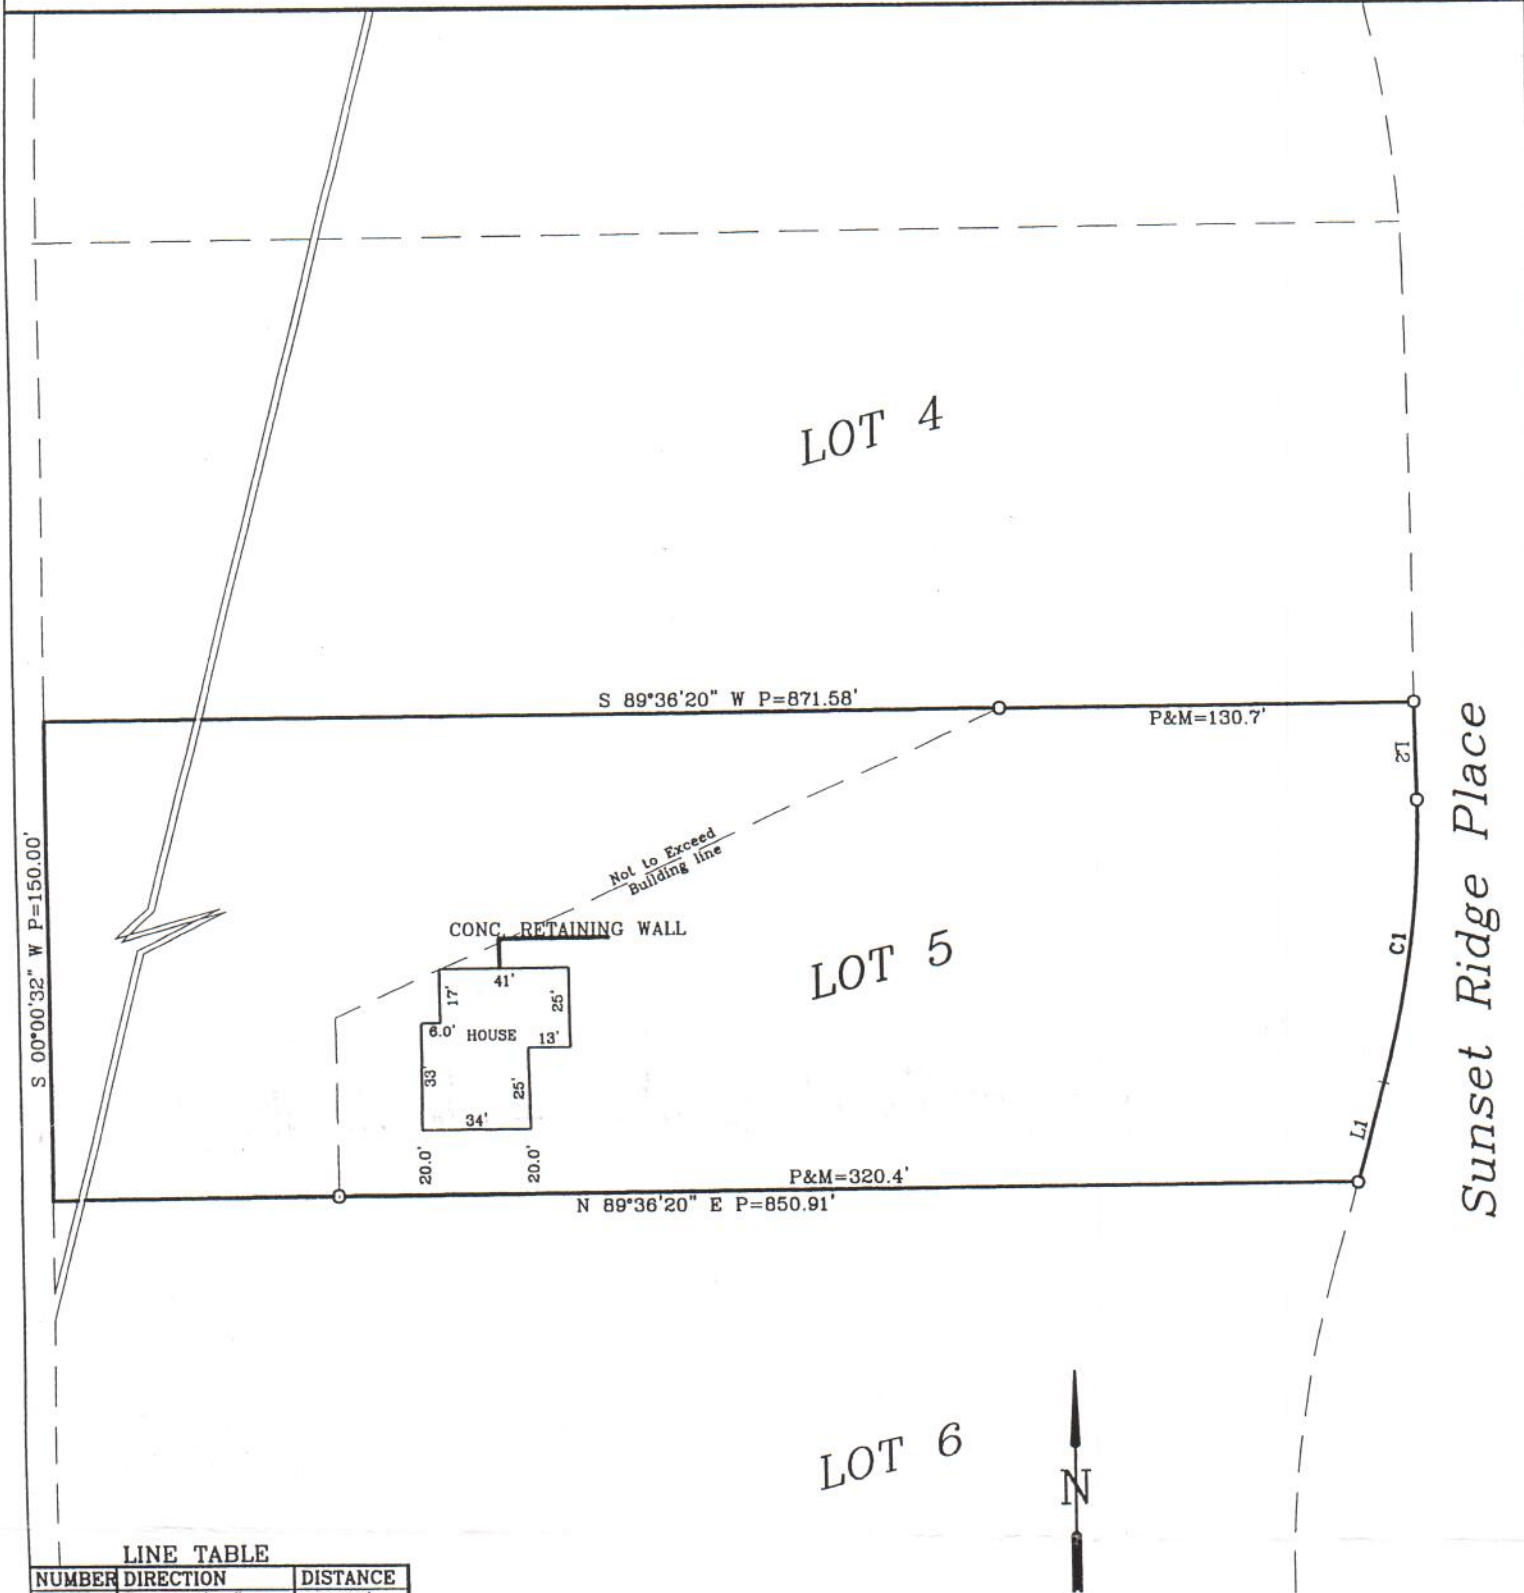 LOT 4
S 89°36'20" W P=871.58'
P&M=130.7'
L2
Sunset Ridge Place
Not to Exceed
Building line
S 00°00'32" W P=150.00'
CONC. RETAINING WALL
LOT 5
C1
41'
17'
25'
6.0'
HOUSE
13'
33'
25'
34'
L1
20.0'
20.0'
P&M=320.4'
N 89°36'20" E P=850.91'
LOT 6
N
LINE TABLE
NUMBER DIRECTION DISTANCE